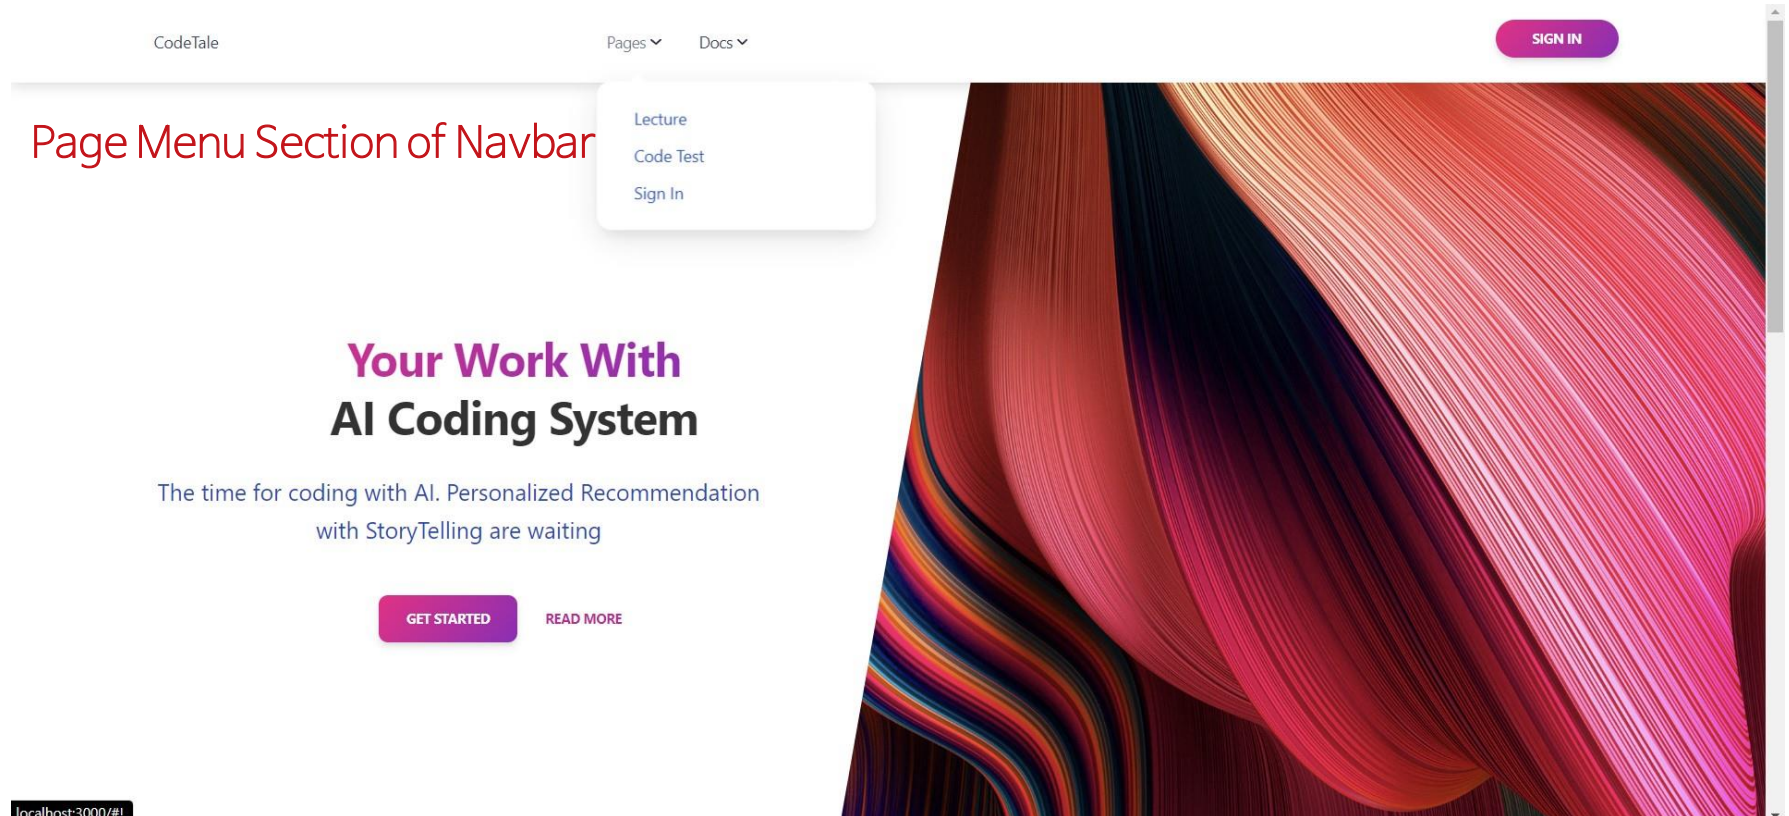 CodeTale
Pages
Docs
SIGN IN
Page Menu Section of Navbar
Lecture
Code Test
Sign In
Your Work With
AI Coding System
The time for coding with AI. Personalized Recommendation
with StoryTelling are waiting
GET STARTED
READ MORE
localhost:3000/#!